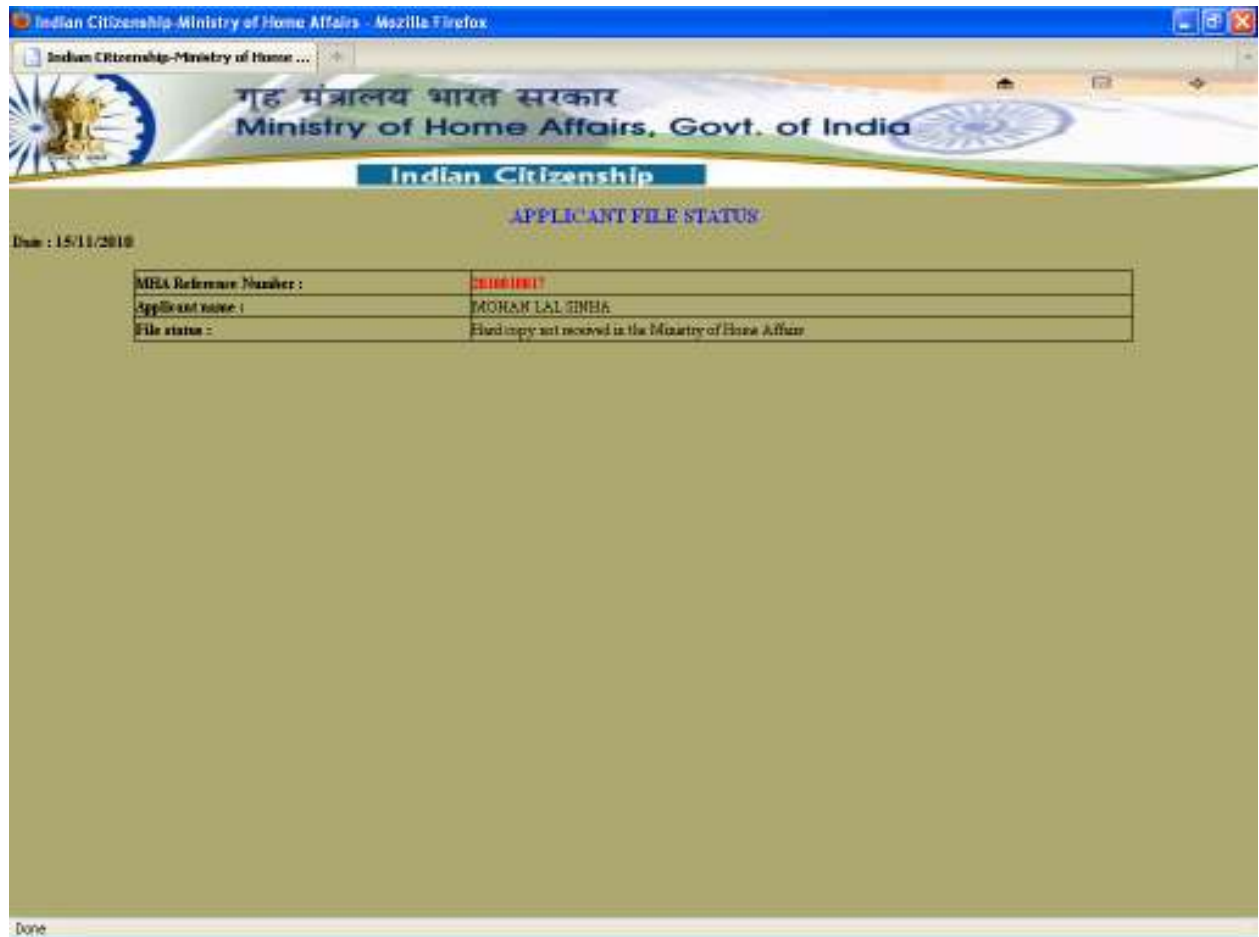 Indian Citizenship-Ministry of Home Affairs - Mozilla Firefox
Indian Citizenship-Ministry of Home ...
गृह मंत्रालय भारत सरकार
Ministry of Home Affairs, Govt. of India
Indian Citizenship
APPLICANT FILE STATUS
Date : 15/11/2010
MHA Reference Number :
Applicant name : MOHAN LAL SINHA
File status : Hard copy not received in the Ministry of Home Affairs
Done